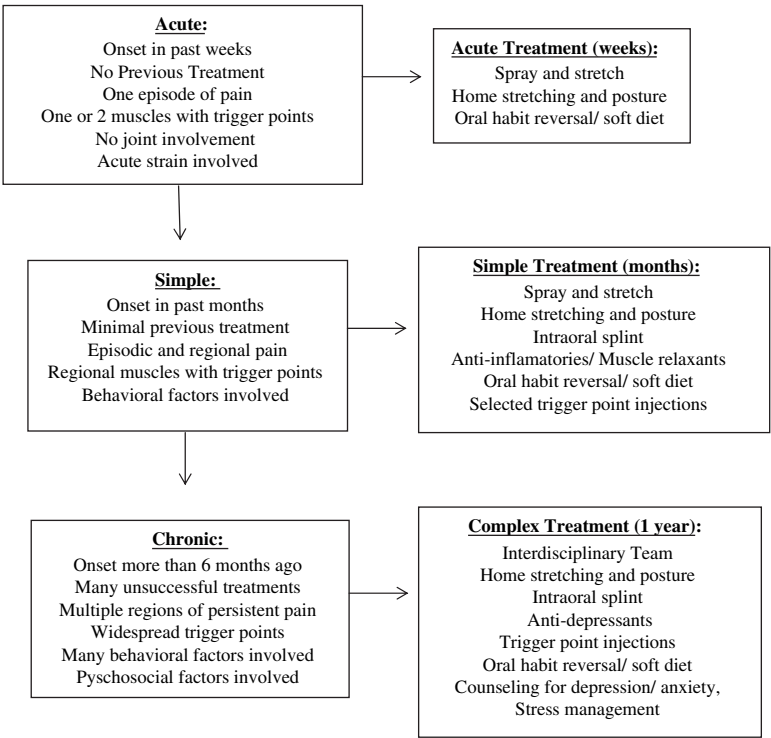 Acute:
Onset in past weeks
No Previous Treatment
One episode of pain
One or 2 muscles with trigger points
No joint involvement
Acute strain involved
Acute Treatment (weeks):
Spray and stretch
Home stretching and posture
Oral habit reversal/ soft diet
Simple:
Onset in past months
Minimal previous treatment
Episodic and regional pain
Regional muscles with trigger points
Behavioral factors involved
Simple Treatment (months):
Spray and stretch
Home stretching and posture
Intraoral splint
Anti-inflamatories/ Muscle relaxants
Oral habit reversal/ soft diet
Selected trigger point injections
Chronic:
Onset more than 6 months ago
Many unsuccessful treatments
Multiple regions of persistent pain
Widespread trigger points
Many behavioral factors involved
Pyschosocial factors involved
Complex Treatment (1 year):
Interdisciplinary Team
Home stretching and posture
Intraoral splint
Anti-depressants
Trigger point injections
Oral habit reversal/ soft diet
Counseling for depression/ anxiety,
Stress management